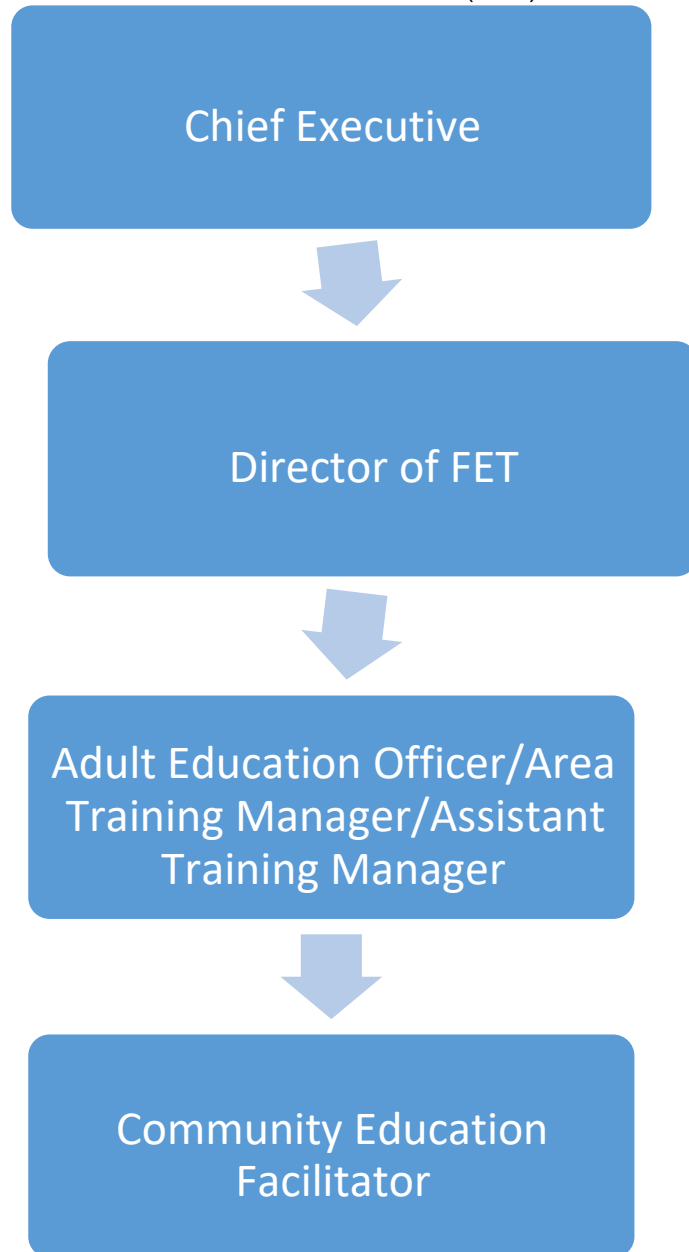 Chief Executive
Director of FET
Adult Education Officer/Area
Training Manager/Assistant
Training Manager
Community Education
Facilitator